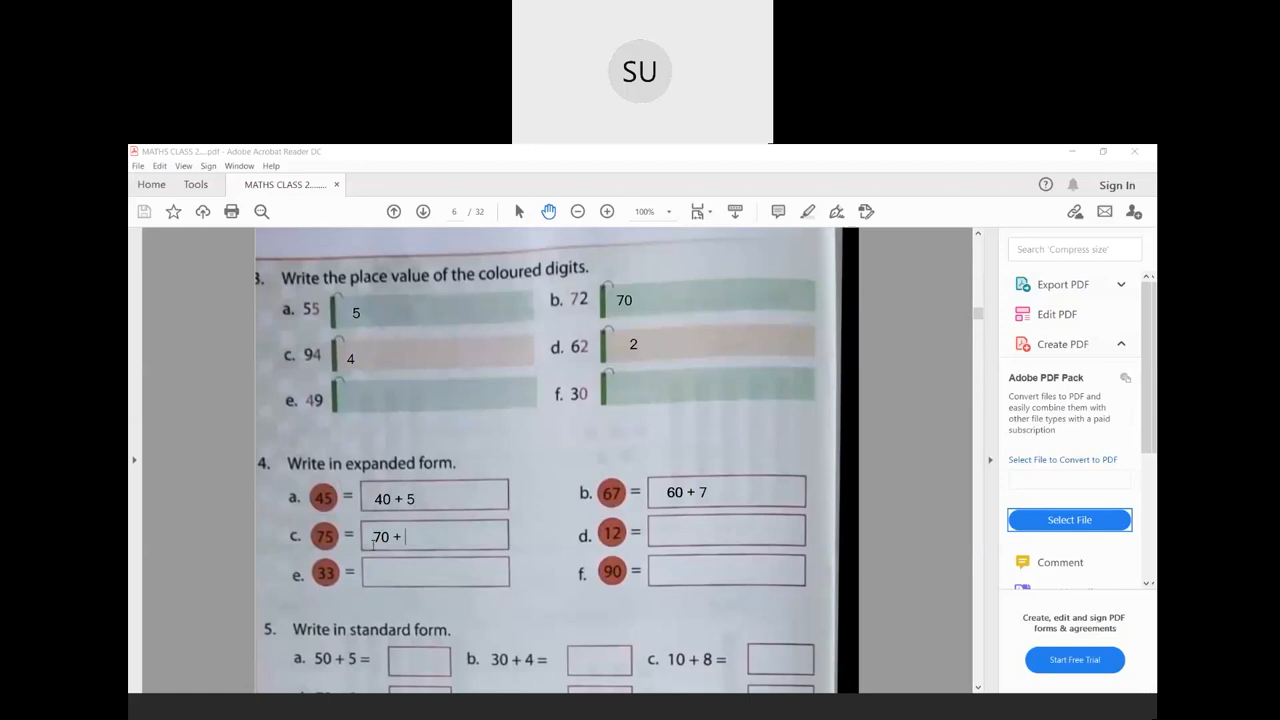 SU
MATHS CLASS 2....pdf - Adobe Acrobat Reader DC
File Edit View Sign Window Help
Home Tools MATHS CLASS 2........ × Sign In
6 / 32 100%
3. Write the place value of the coloured digits.
a. 55 5 b. 72 70
c. 94 4 d. 62 2
e. 49 f. 30
4. Write in expanded form.
a. 45 = 40 + 5 b. 67 = 60 + 7
c. 75 = 70 + d. 12 =
e. 33 = f. 90 =
5. Write in standard form.
a. 50 + 5 = b. 30 + 4 = c. 10 + 8 =
Search 'Compress size'
Export PDF
Edit PDF
Create PDF
Adobe PDF Pack
Convert files to PDF and
easily combine them with
other file types with a paid
subscription
Select File to Convert to PDF
Select File
Comment
Create, edit and sign PDF
forms & agreements
Start Free Trial